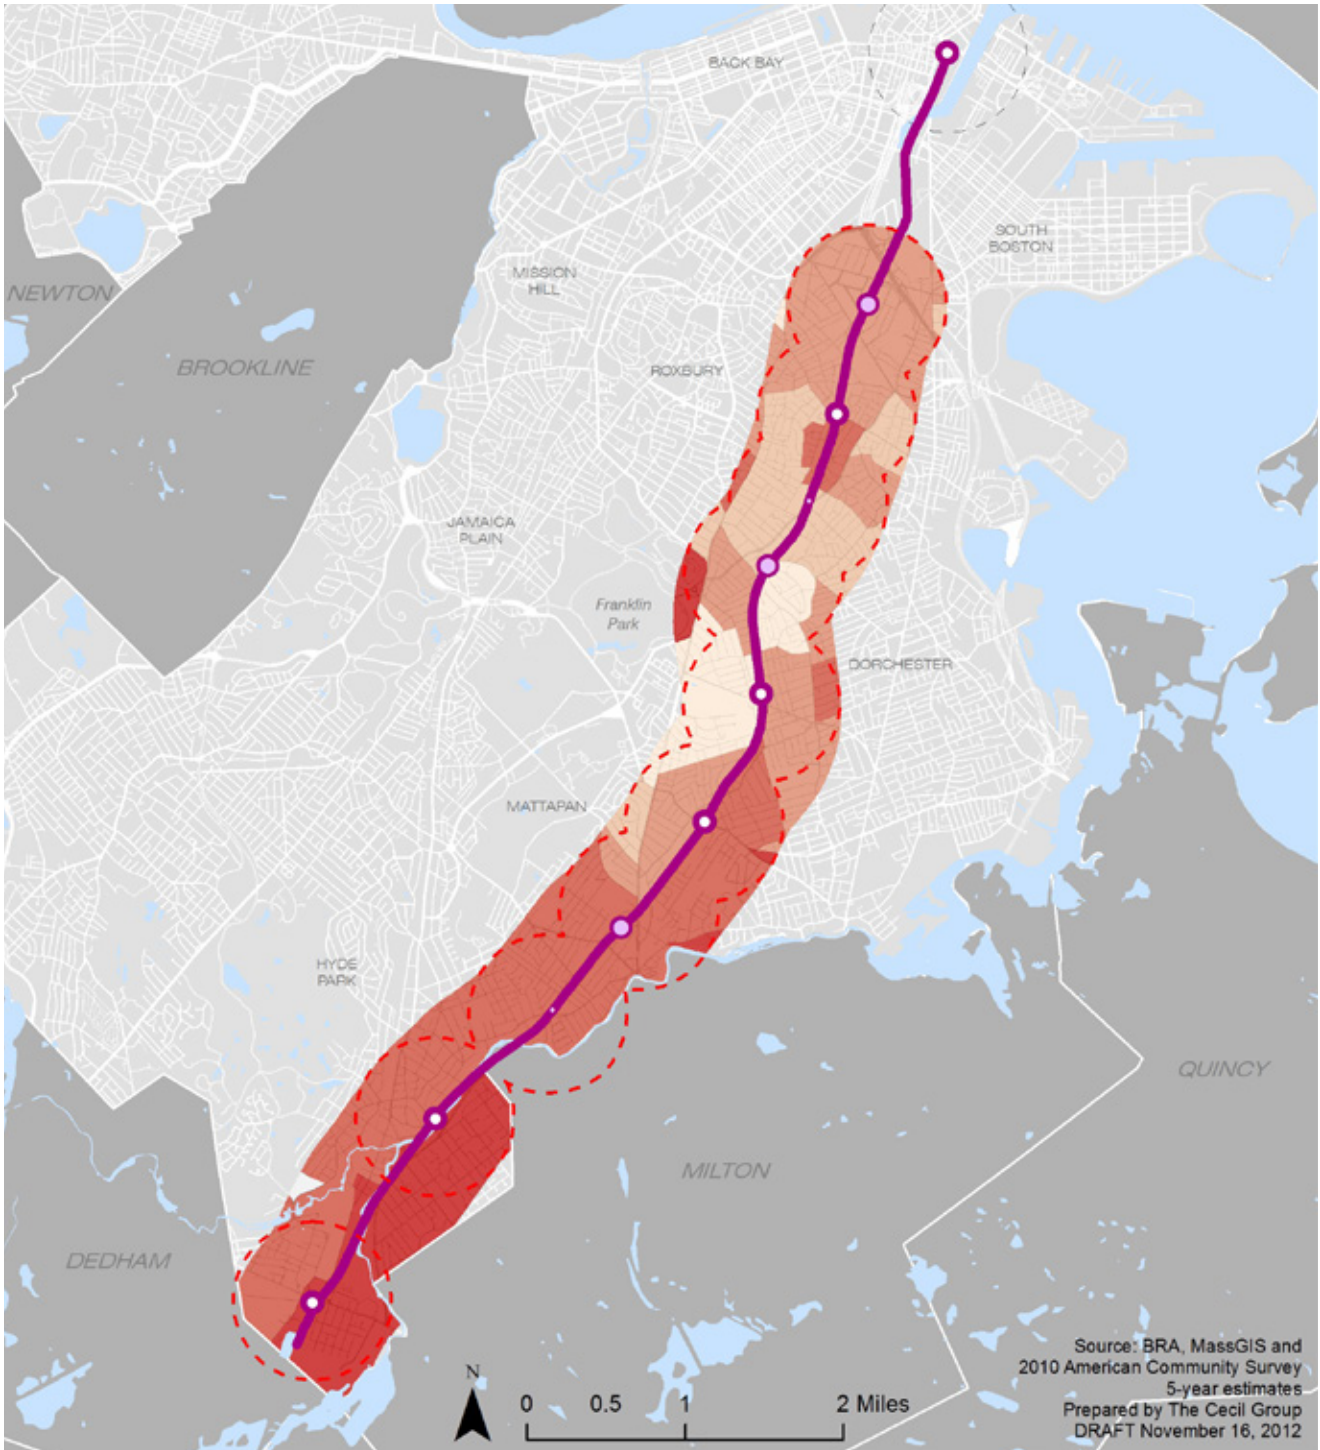 BACK BAY
SOUTH
BOSTON
MISSION
HILL
NEWTON
BROOKLINE
ROXBURY
JAMAICA
PLAIN
Franklin
Park
DORCHESTER
MATTAPAN
HYDE
PARK
QUINCY
MILTON
DEDHAM
Source: BRA, MassGIS and
2010 American Community Survey
5-year estimates
Prepared by The Cecil Group
DRAFT November 16, 2012
N
0 0.5 1 2 Miles